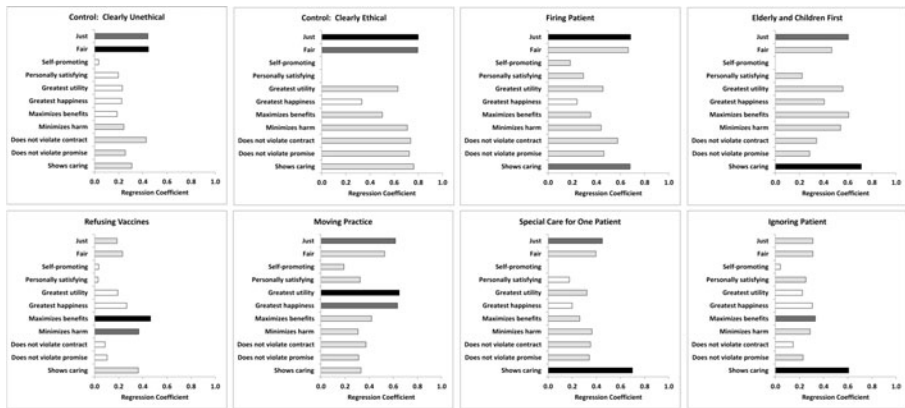 Control: Clearly Unethical
Just
Fair
Self-promoting
Personally satisfying
Greatest utility
Greatest happiness
Maximizes benefits
Minimizes harm
Does not violate contract
Does not violate promise
Shows caring
0.0 0.2 0.4 0.6 0.8 1.0
Regression Coefficient
Control: Clearly Ethical
Just
Fair
Self-promoting
Personally satisfying
Greatest utility
Greatest happiness
Maximizes benefits
Minimizes harm
Does not violate contract
Does not violate promise
Shows caring
0.0 0.2 0.4 0.6 0.8 1.0
Regression Coefficient
Firing Patient
Just
Fair
Self-promoting
Personally satisfying
Greatest utility
Greatest happiness
Maximizes benefits
Minimizes harm
Does not violate contract
Does not violate promise
Shows caring
0.0 0.2 0.4 0.6 0.8 1.0
Regression Coefficient
Elderly and Children First
Just
Fair
Self-promoting
Personally satisfying
Greatest utility
Greatest happiness
Maximizes benefits
Minimizes harm
Does not violate contract
Does not violate promise
Shows caring
0.0 0.2 0.4 0.6 0.8 1.0
Regression Coefficient
Refusing Vaccines
Just
Fair
Self-promoting
Personally satisfying
Greatest utility
Greatest happiness
Maximizes benefits
Minimizes harm
Does not violate contract
Does not violate promise
Shows caring
0.0 0.2 0.4 0.6 0.8 1.0
Regression Coefficient
Moving Practice
Just
Fair
Self-promoting
Personally satisfying
Greatest utility
Greatest happiness
Maximizes benefits
Minimizes harm
Does not violate contract
Does not violate promise
Shows caring
0.0 0.2 0.4 0.6 0.8 1.0
Regression Coefficient
Special Care for One Patient
Just
Fair
Self-promoting
Personally satisfying
Greatest utility
Greatest happiness
Maximizes benefits
Minimizes harm
Does not violate contract
Does not violate promise
Shows caring
0.0 0.2 0.4 0.6 0.8 1.0
Regression Coefficient
Ignoring Patient
Just
Fair
Self-promoting
Personally satisfying
Greatest utility
Greatest happiness
Maximizes benefits
Minimizes harm
Does not violate contract
Does not violate promise
Shows caring
0.0 0.2 0.4 0.6 0.8 1.0
Regression Coefficient